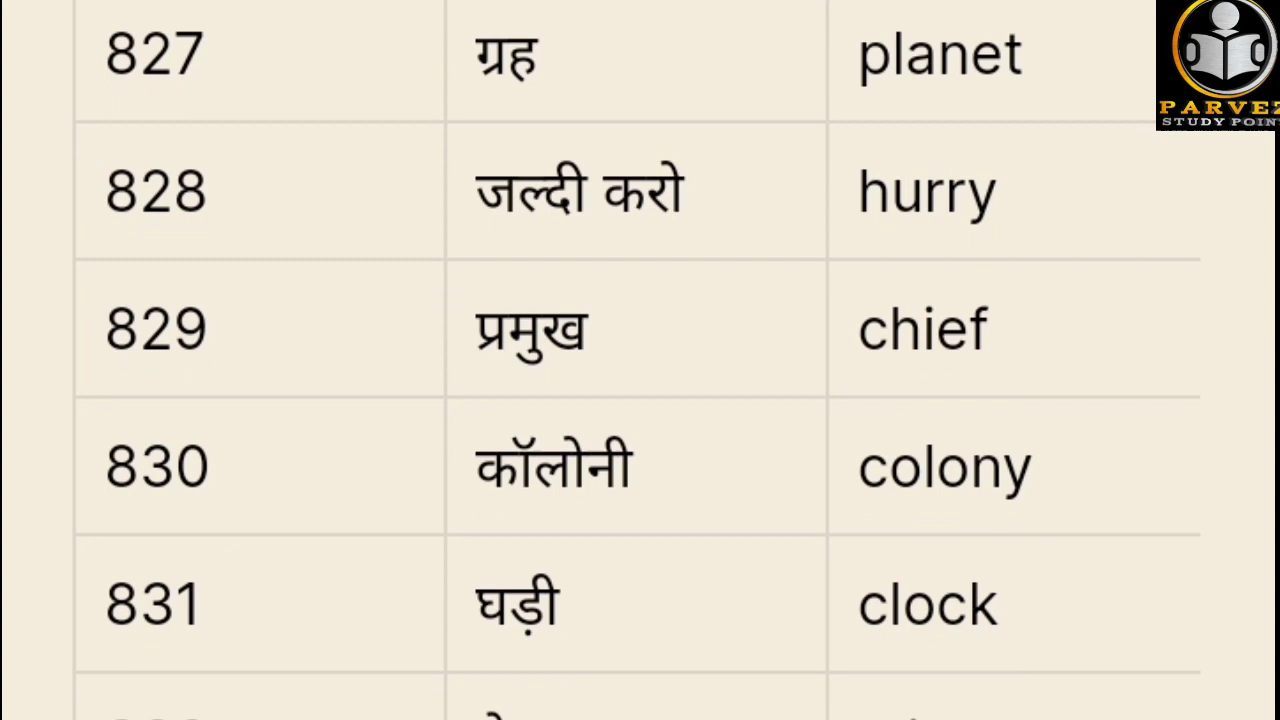 827 ग्रह planet
PARVEZ
STUDY POINT
828 जल्दी करो hurry
829 प्रमुख chief
830 कॉलोनी colony
831 घड़ी clock